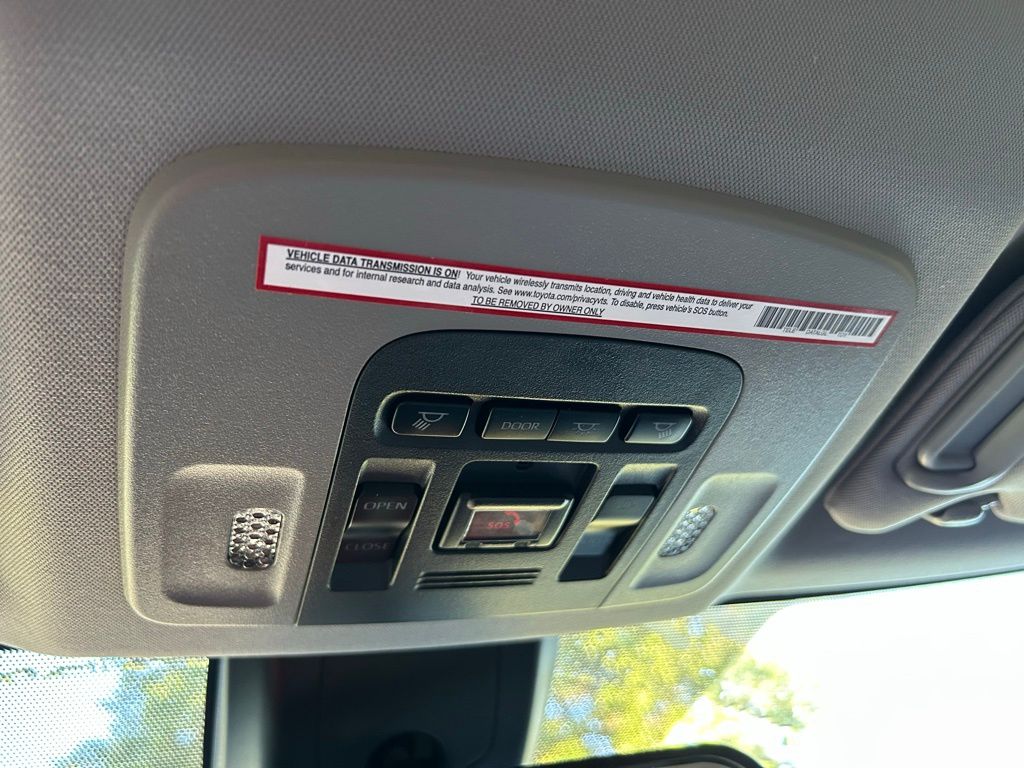 VEHICLE DATA TRANSMISSION IS ON! Your vehicle wirelessly transmits location, driving and vehicle health data to deliver your
services and for internal research and data analysis. See www.toyota.com/privacyvts. To disable, press vehicle's SOS button.
TO BE REMOVED BY OWNER ONLY
DOOR
OPEN
SOS
CLOSE